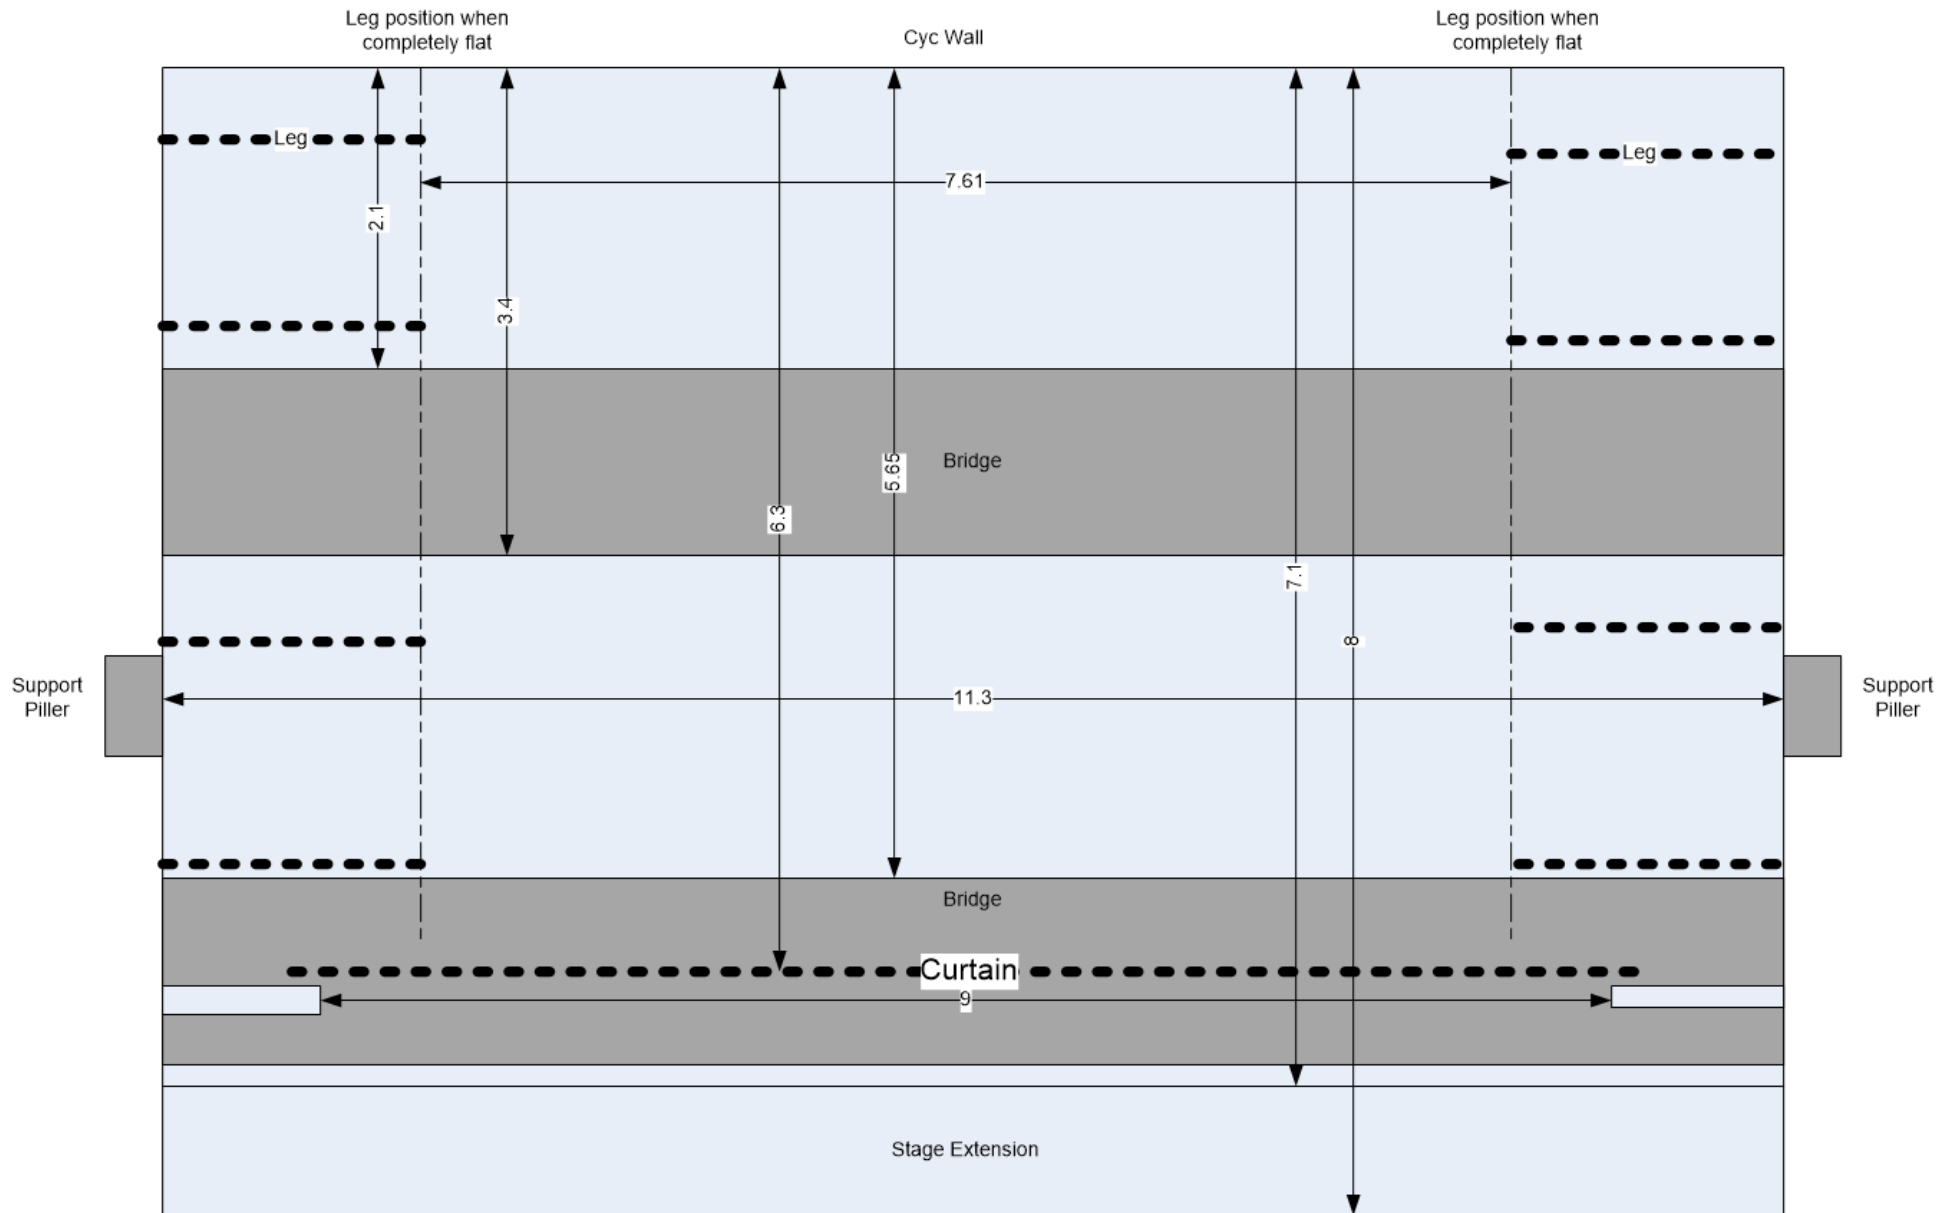 Leg position when
completely flat
Cyc Wall
Leg position when
completely flat
Leg
Leg
7.61
2.1
3.4
Bridge
5.65
6.3
7.1
8
Support
Piller
11.3
Support
Piller
Bridge
Curtain
9
Stage Extension